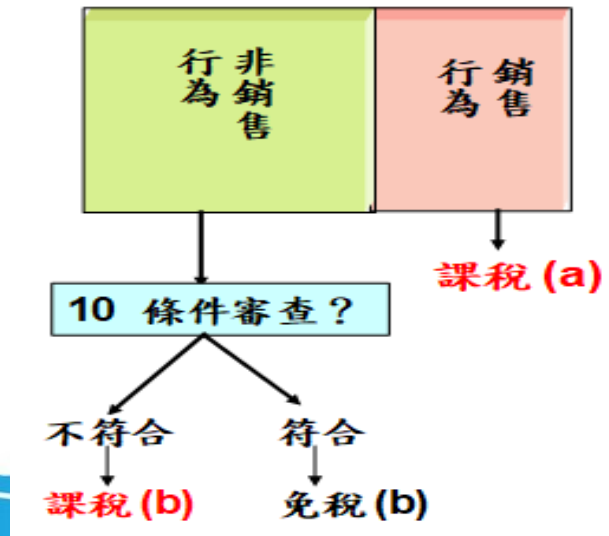 非銷售
行為
銷售
行為
課稅 (a)
10 條件審查？
不符合
符合
課稅 (b)
免稅 (b)